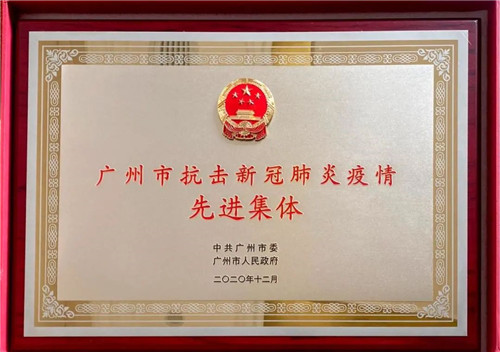 广州市抗击新冠肺炎疫情
先进集体
中共广州市委
广州市人民政府
二〇二〇年十二月